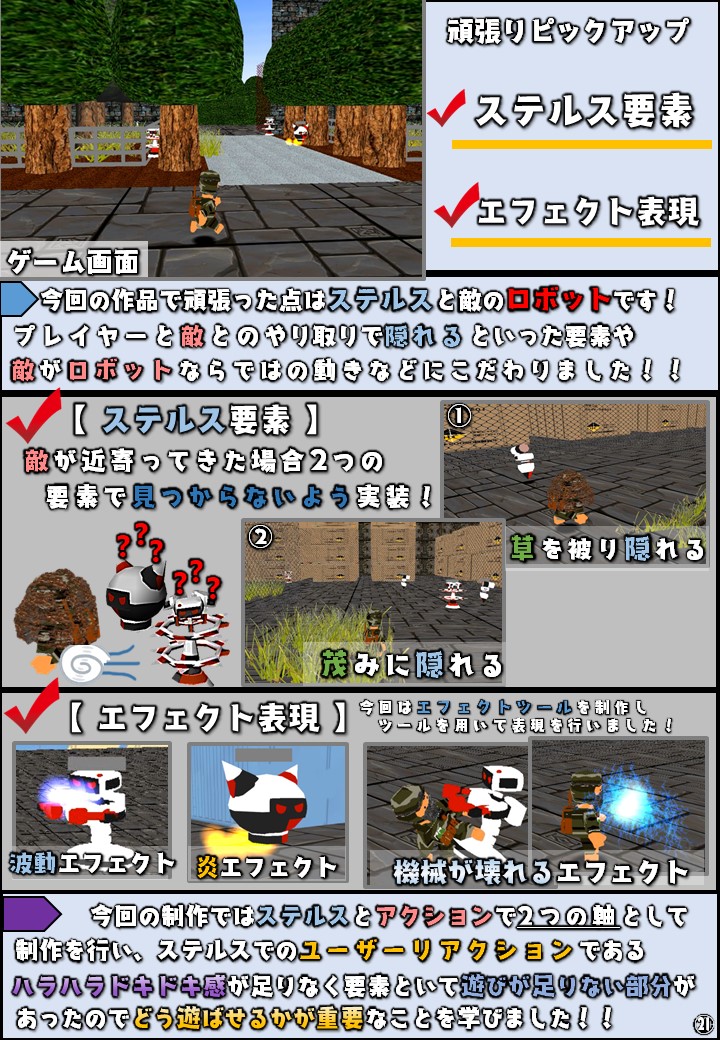 頑張りピックアップ
ステルス要素
エフェクト表現
ゲーム画面
今回の作品で頑張った点はステルスと敵のロボットです！
プレイヤーと敵とのやり取りで隠れるといった要素や
敵がロボットならではの動きなどにこだわりました！！
【 ステルス要素 】
敵が近寄ってきた場合2つの
要素で見つからないよう実装！
①
草を被り隠れる
???
???
②
茂みに隠れる
【 エフェクト表現 】
今回はエフェクトツールを制作し
ツールを用いて表現を行いました！
波動エフェクト
炎エフェクト
機械が壊れるエフェクト
今回の制作ではステルスとアクションで2つの軸として
制作を行い、ステルスでのユーザーリアクションである
ハラハラドキドキ感が足りなく要素といて遊びが足りない部分が
あったのでどう遊ばせるかが重要なことを学びました！！
㉑